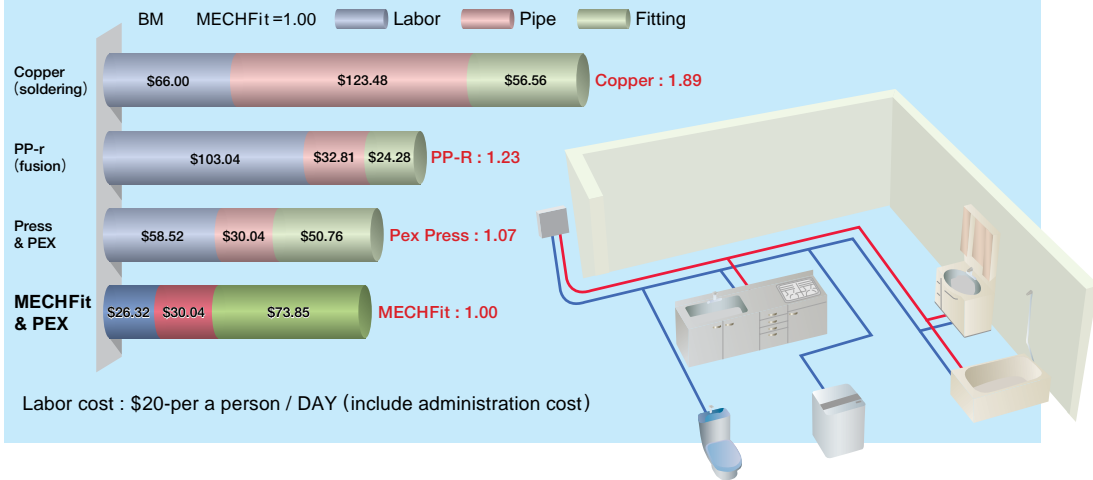 BM MECHFit =1.00 Labor Pipe Fitting
Copper
(soldering)
$66.00 $123.48 $56.56 Copper : 1.89
PP-r
(fusion)
$103.04 $32.81 $24.28 PP-R : 1.23
Press
& PEX
$58.52 $30.04 $50.76 Pex Press : 1.07
MECHFit
& PEX
$26.32 $30.04 $73.85 MECHFit : 1.00
Labor cost : $20-per a person / DAY (include administration cost)